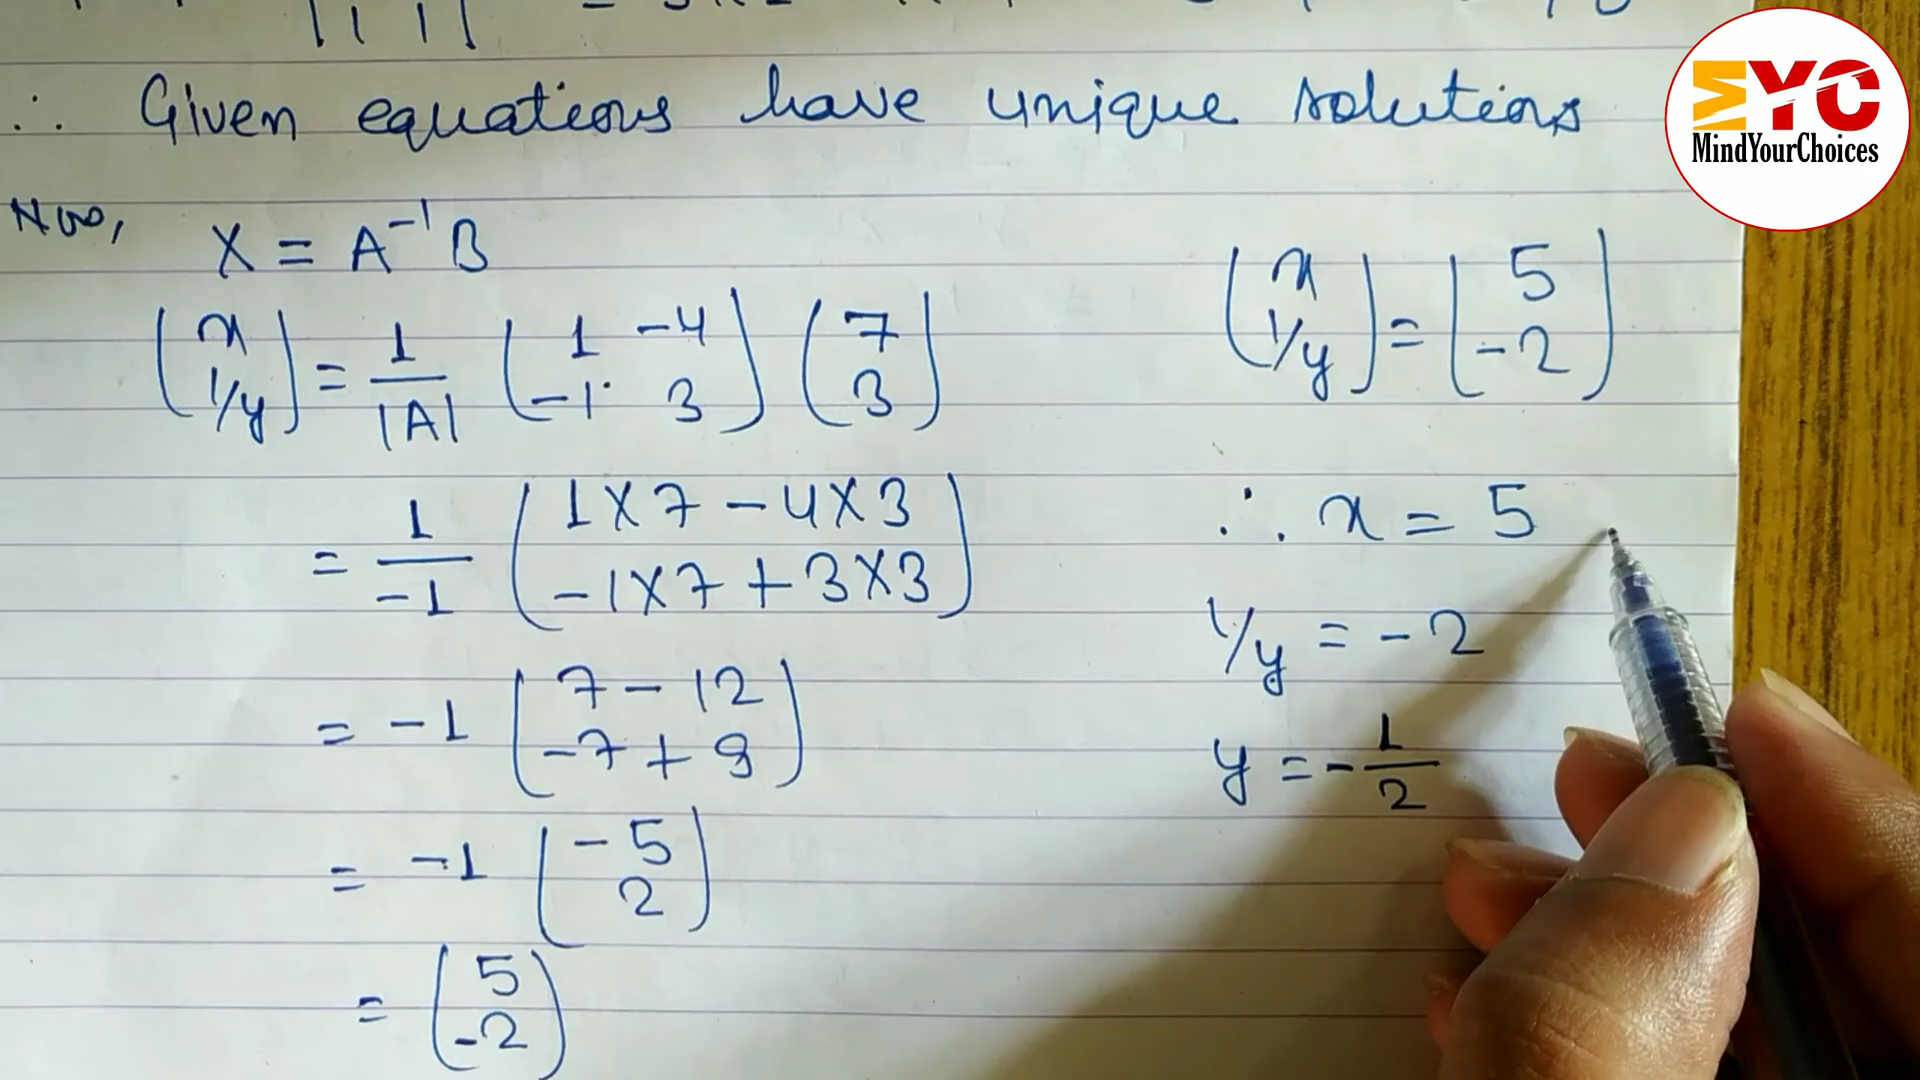 ∴ Given equations have unique solutions
MYC
MindYourChoices
Now, X = A⁻¹B
(x 1/y) = 1/|A| (1 -4 -1 3) (7 3)
= 1/-1 (1×7 - 4×3 -1×7 + 3×3)
= -1 (7 - 12 -7 + 9)
= -1 (-5 2)
= (5 -2)
(x 1/y) = (5 -2)
∴ x = 5
1/y = -2
y = -1/2